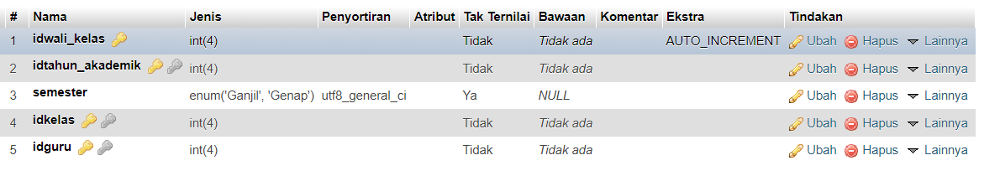 # Nama Jenis Penyortiran Atribut Tak Ternilai Bawaan Komentar Ekstra Tindakan
1 idwali_kelas int(4) Tidak Tidak ada AUTO_INCREMENT Ubah Hapus Lainnya
2 idtahun_akademik int(4) Tidak Tidak ada Ubah Hapus Lainnya
3 semester enum('Ganjil', 'Genap') utf8_general_ci Ya NULL Ubah Hapus Lainnya
4 idkelas int(4) Tidak Tidak ada Ubah Hapus Lainnya
5 idguru int(4) Tidak Tidak ada Ubah Hapus Lainnya